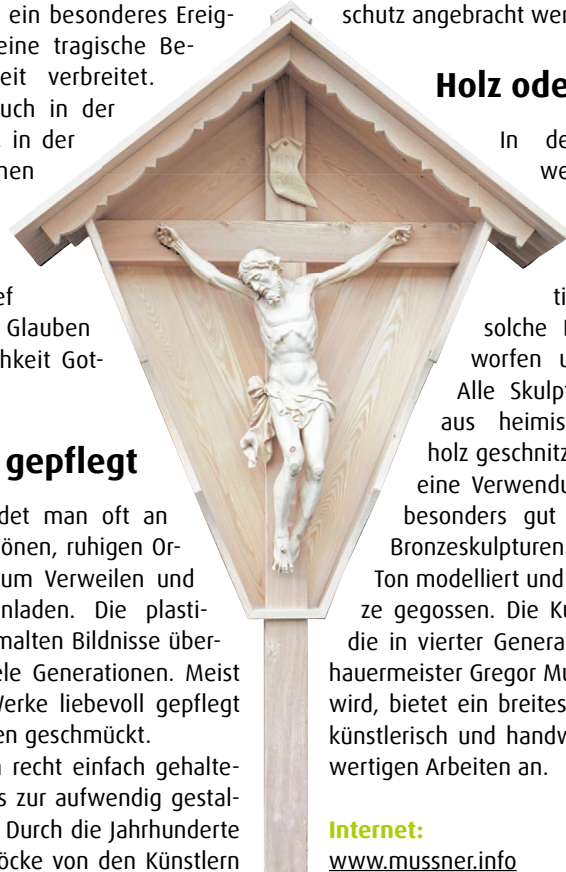 ein besonderes Ereig-
eine tragische Be-
eit verbreitet.
uch in der
in der
nen
ef
Glauben
hkeit Got-
gepflegt
det man oft an
önen, ruhigen Or-
um Verweilen und
nladen. Die plasti-
malten Bildnisse über-
ele Generationen. Meist
Werke liebevoll gepflegt
en geschmückt.
n recht einfach gehalte-
s zur aufwendig gestal-
Durch die Jahrhunderte
öcke von den Künstlern
schutz angebracht wer
Holz ode
In de
we
ti
solche
worfen u
Alle Skulp
aus heimis
holz geschnitz
eine Verwendu
besonders gut
Bronzeskulpturen
Ton modelliert und
ze gegossen. Die Ku
die in vierter Genera
hauermeister Gregor Mu
wird, bietet ein breites
künstlerisch und handw
wertigen Arbeiten an.
Internet:
www.mussner.info